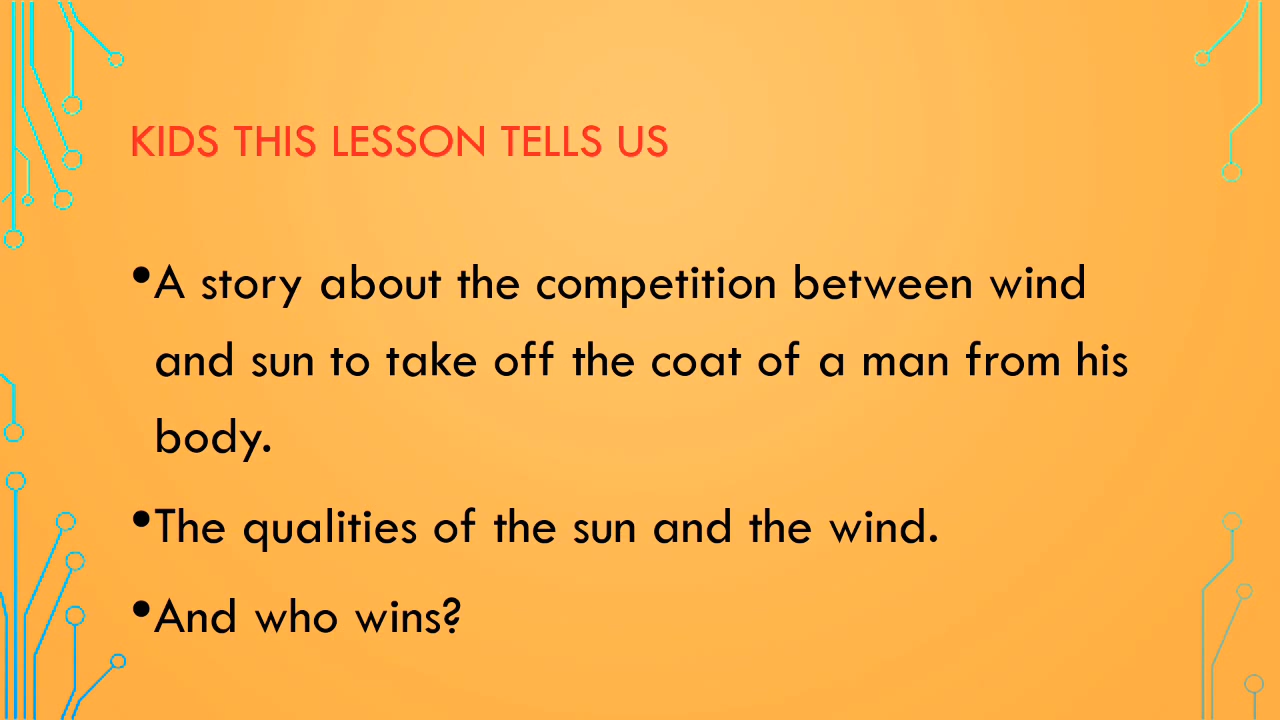 KIDS THIS LESSON TELLS US
•A story about the competition between wind
and sun to take off the coat of a man from his
body.
•The qualities of the sun and the wind.
•And who wins?